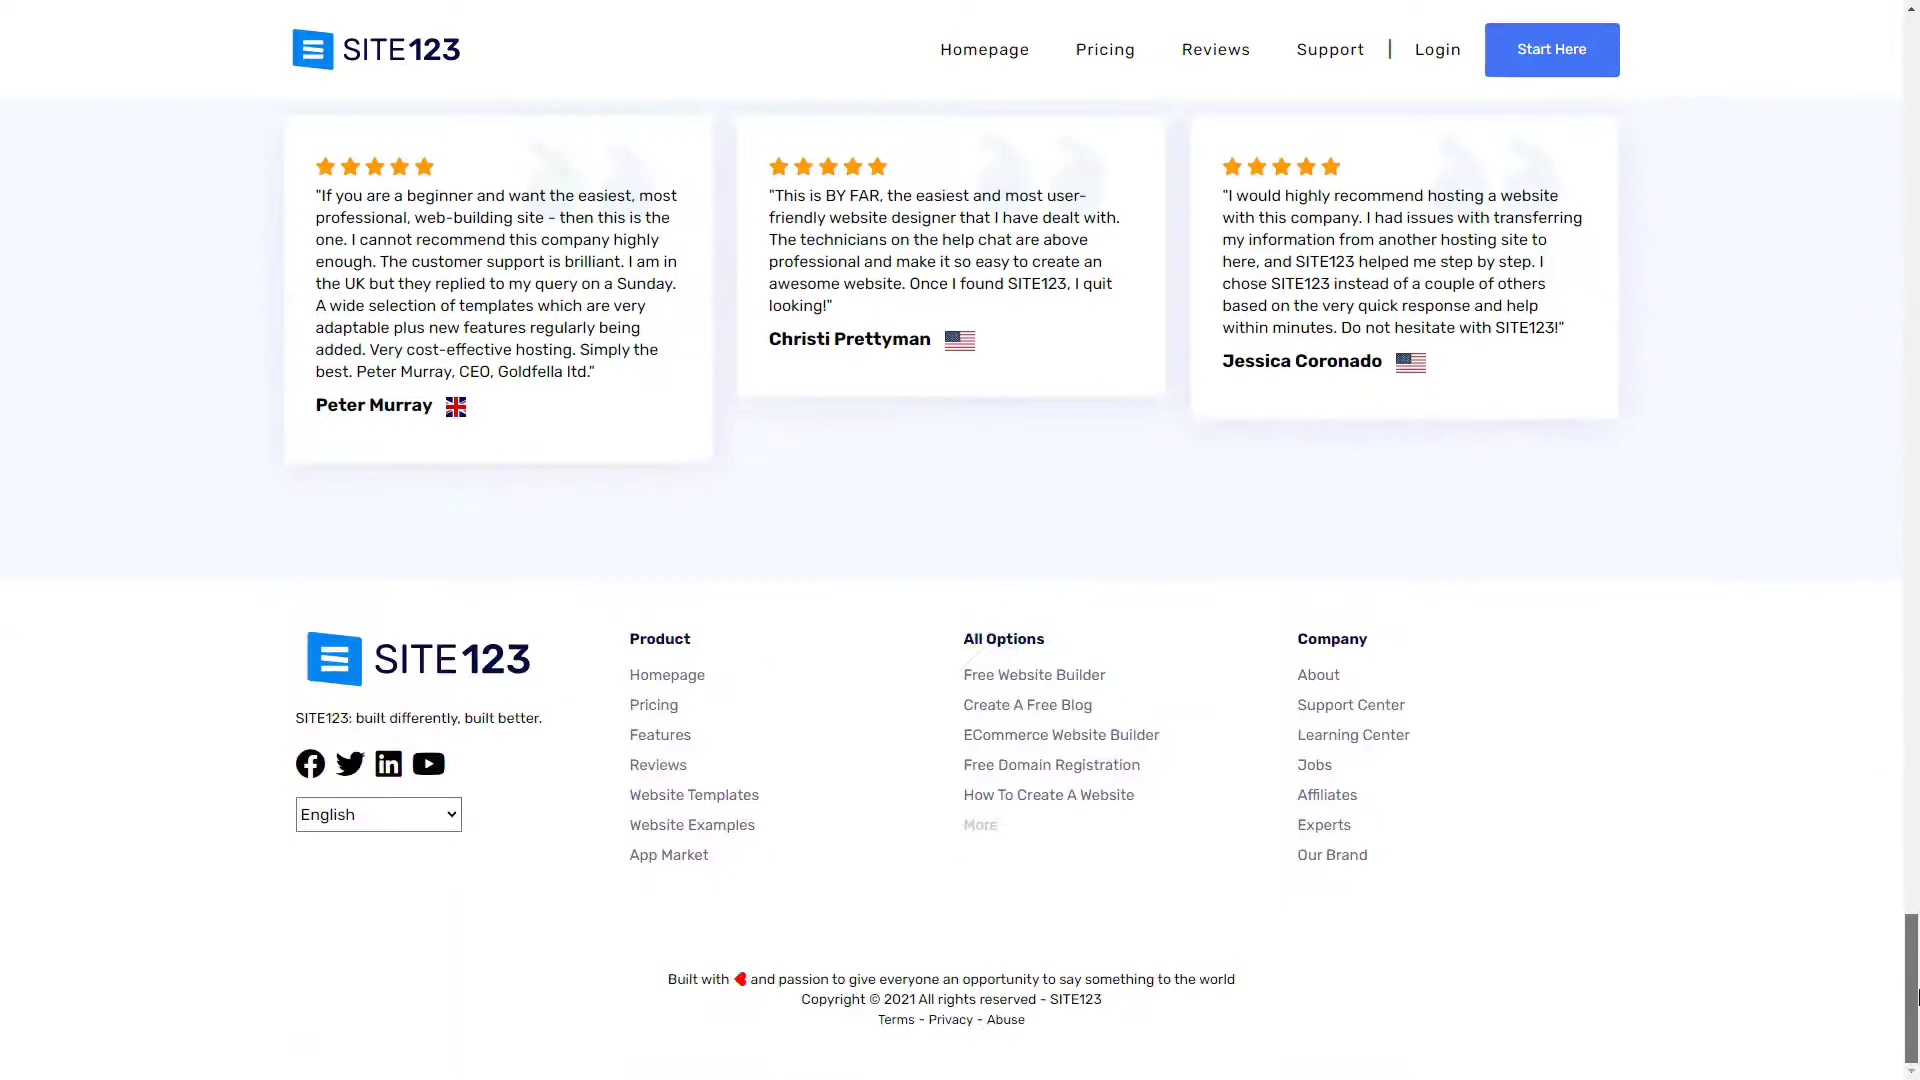 SITE123
Homepage
Pricing
Reviews
Support
|
Login
Start Here
"If you are a beginner and want the easiest, most
professional, web-building site - then this is the
one. I cannot recommend this company highly
enough. The customer support is brilliant. I am in
the UK but they replied to my query on a Sunday.
A wide selection of templates which are very
adaptable plus new features regularly being
added. Very cost-effective hosting. Simply the
best. Peter Murray, CEO, Goldfella ltd."
Peter Murray
"This is BY FAR, the easiest and most user-
friendly website designer that I have dealt with.
The technicians on the help chat are above
professional and make it so easy to create an
awesome website. Once I found SITE123, I quit
looking!"
Christi Prettyman
"I would highly recommend hosting a website
with this company. I had issues with transferring
my information from another hosting site to
here, and SITE123 helped me step by step. I
chose SITE123 instead of a couple of others
based on the very quick response and help
within minutes. Do not hesitate with SITE123!"
Jessica Coronado
SITE123
SITE123: built differently, built better.
English
Product
Homepage
Pricing
Features
Reviews
Website Templates
Website Examples
App Market
All Options
Free Website Builder
Create A Free Blog
ECommerce Website Builder
Free Domain Registration
How To Create A Website
More
Company
About
Support Center
Learning Center
Jobs
Affiliates
Experts
Our Brand
Built with ❤ and passion to give everyone an opportunity to say something to the world
Copyright © 2021 All rights reserved - SITE123
Terms - Privacy - Abuse